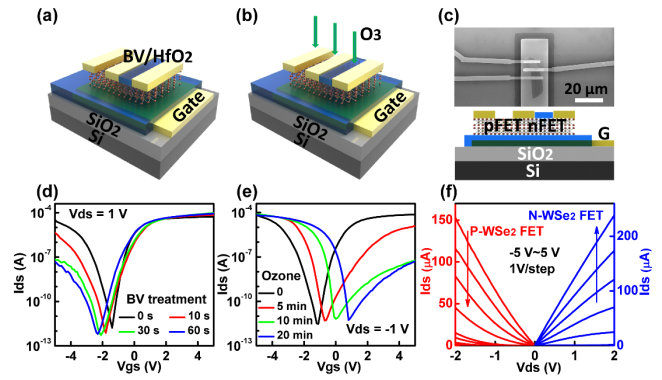 (a)
BV/HfO2
Gate
SiO2
Si
(b)
O3
Gate
SiO2
Si
(c)
20 μm
pFET nFET
G
SiO2
Si
(d)
Vds = 1 V
BV treatment
0 s 10 s
30 s 60 s
Ids (A)
10-4
10-7
10-10
10-13
-4 -2 0 2 4
Vgs (V)
(e)
Ozone
0
5 min
10 min
20 min
Vds= -1 V
Ids (A)
10-4
10-7
10-10
10-13
-4 -2 0 2 4
Vgs (V)
(f)
N-WSe2 FET
P-WSe2 FET
-5 V~5 V
1V/step
Ids (μA)
150
100
50
0
200
100
0
Ids (μA)
-2 -1 0 1 2
Vds (V)